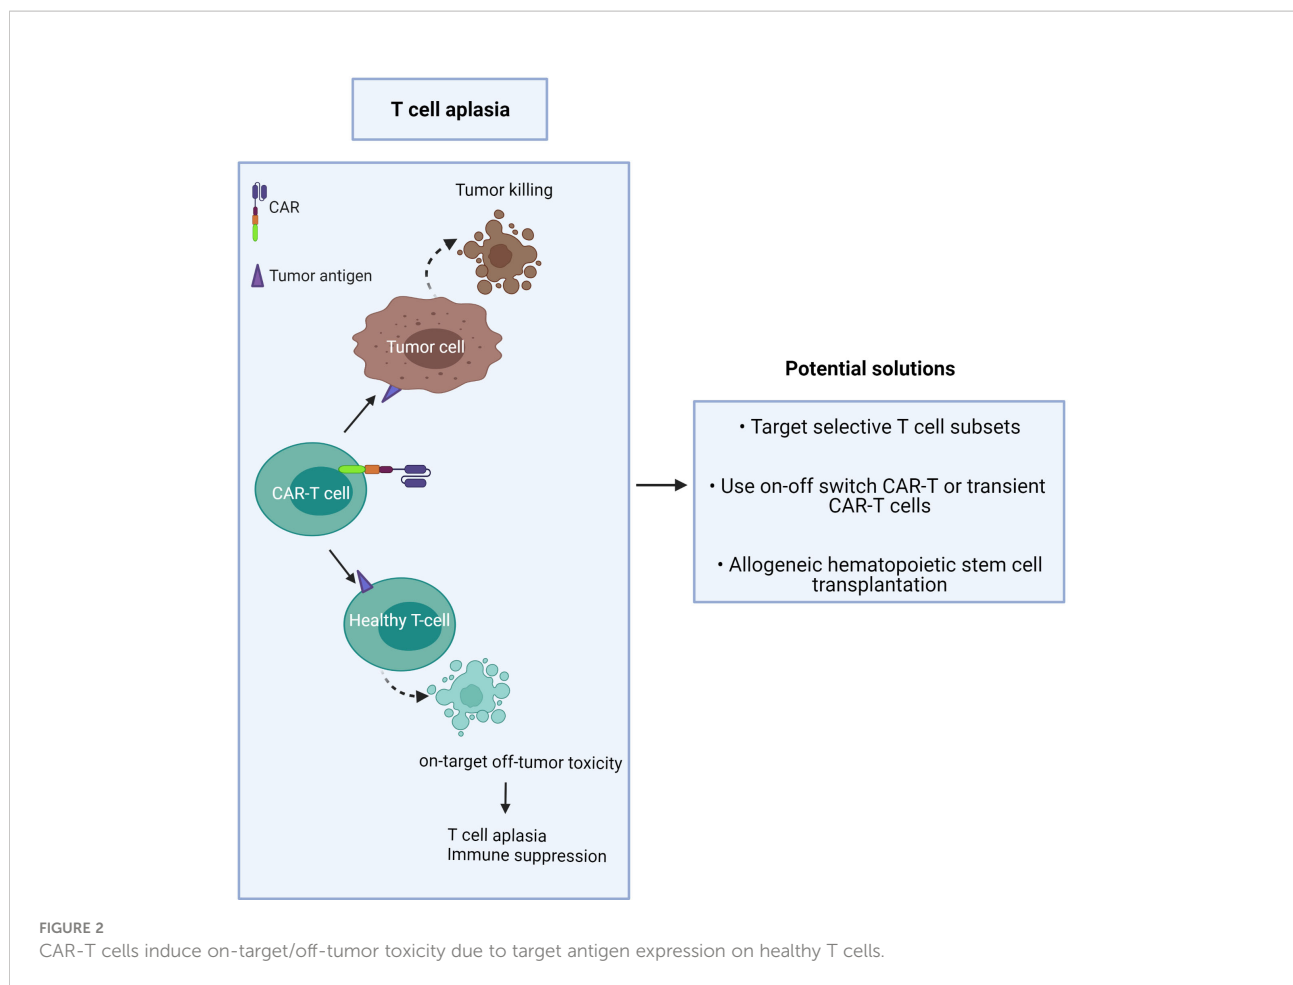 T cell aplasia
CAR
Tumor antigen
Tumor killing
Tumor cell
CAR-T cell
Healthy T-cell
on-target off-tumor toxicity
T cell aplasia
Immune suppression
Potential solutions
• Target selective T cell subsets
• Use on-off switch CAR-T or transient
CAR-T cells
• Allogeneic hematopoietic stem cell
transplantation
FIGURE 2
CAR-T cells induce on-target/off-tumor toxicity due to target antigen expression on healthy T cells.